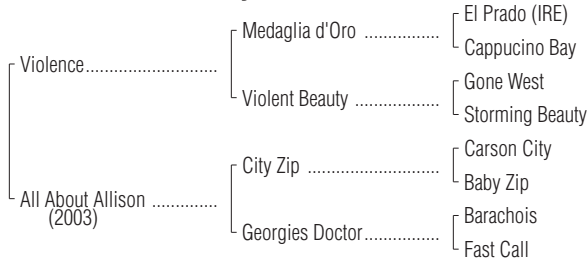 El Prado (IRE)
Medaglia d'Oro ................
Cappucino Bay
Violence...........................
Gone West
Violent Beauty ..................
Storming Beauty
Carson City
City Zip ............................
Baby Zip
All About Allison .............
(2003)
Barachois
Georgies Doctor................
Fast Call